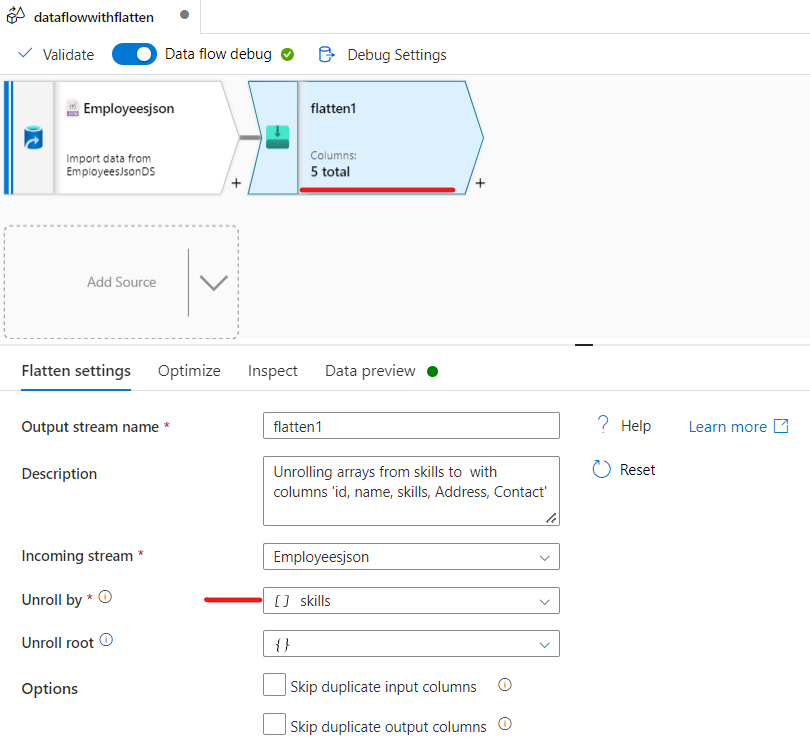 dataflowwithflatten
Validate
Data flow debug
Debug Settings
Employeesjson
Import data from
EmployeesJsonDS
+
flatten1
Columns:
5 total
+
Add Source
Flatten settings
Optimize
Inspect
Data preview
Output stream name *
flatten1
? Help
Learn more
Description
Unrolling arrays from skills to  with
columns 'id, name, skills, Address, Contact'
Reset
Incoming stream *
Employeesjson
Unroll by *
[ ] skills
Unroll root
{ }
Options
Skip duplicate input columns
Skip duplicate output columns